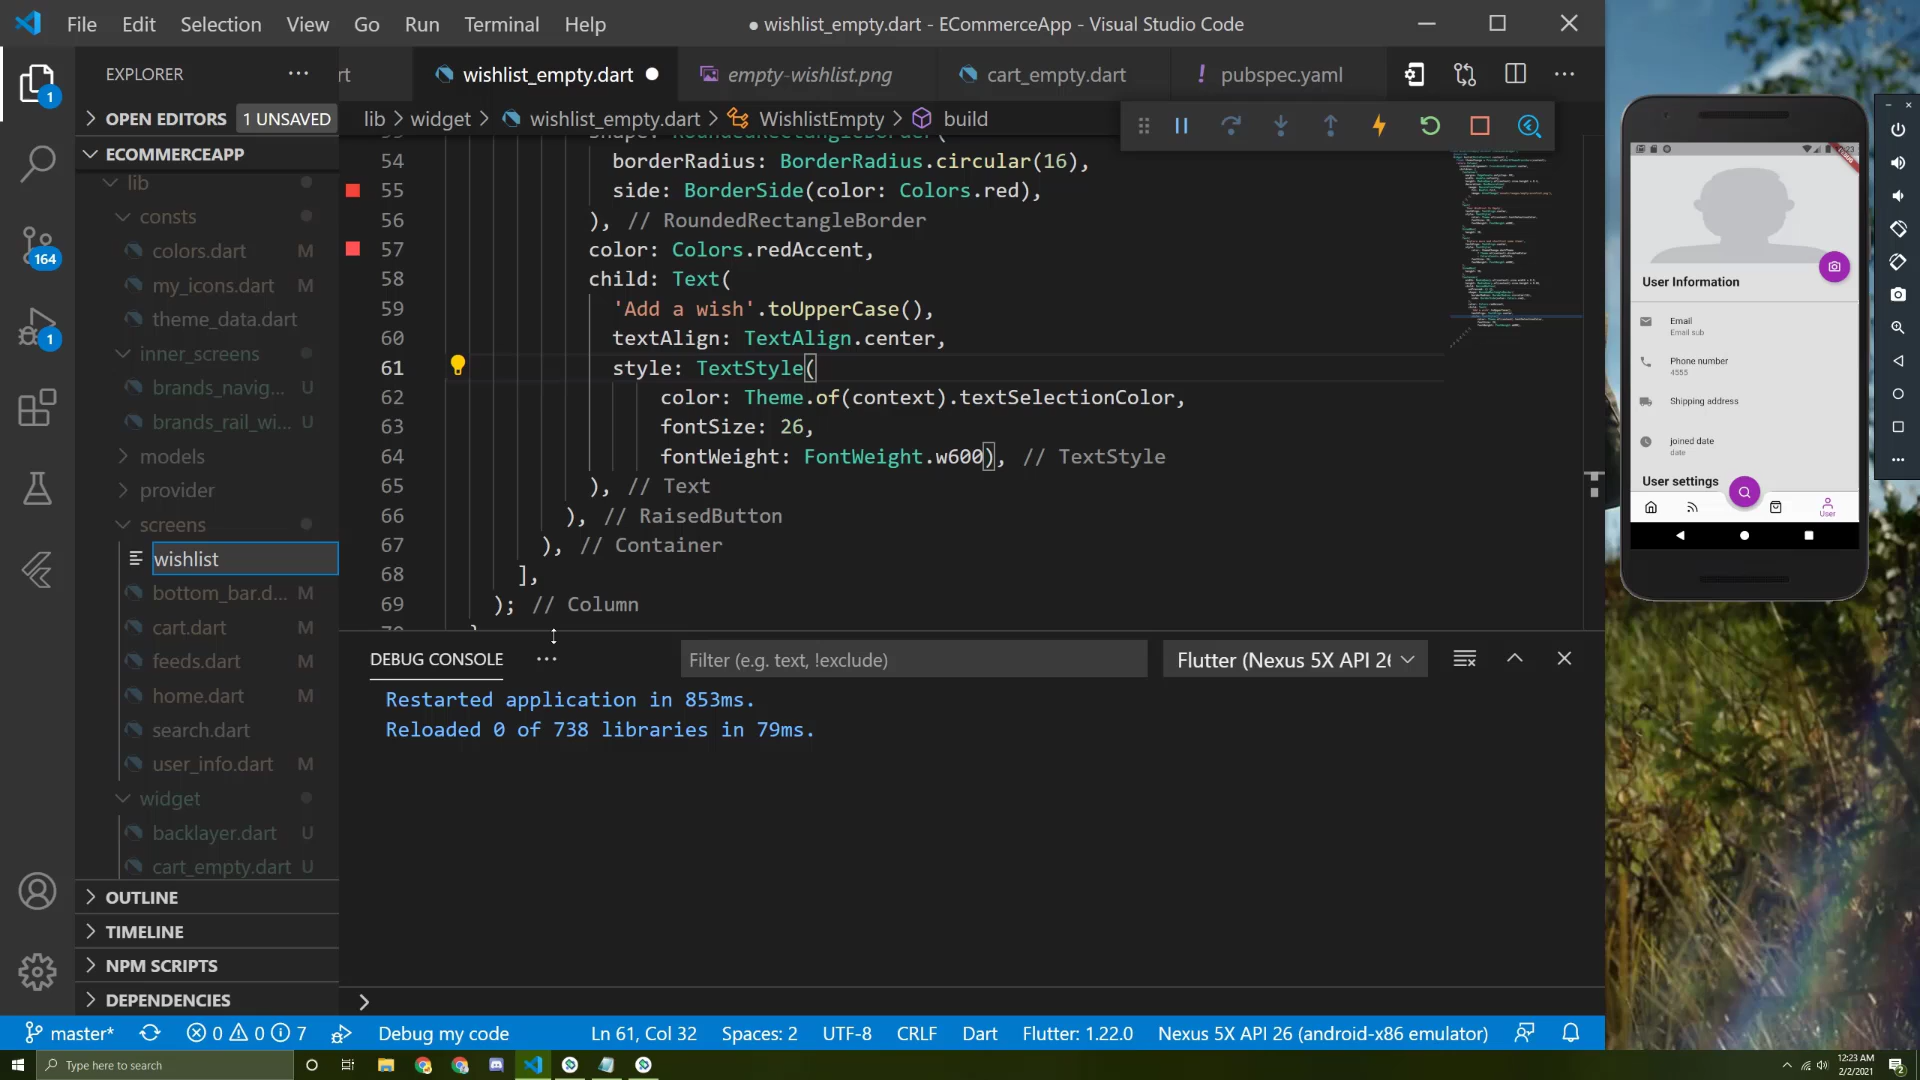 File Edit Selection View Go Run Terminal Help
● wishlist_empty.dart - ECommerceApp - Visual Studio Code
EXPLORER
rt
wishlist_empty.dart
empty-wishlist.png
cart_empty.dart
! pubspec.yaml
OPEN EDITORS 1 UNSAVED
lib > widget > wishlist_empty.dart > WishlistEmpty > build
ECOMMERCEAPP
lib
consts
colors.dart M
my_icons.dart M
theme_data.dart
inner_screens
brands_navig... U
brands_rail_wi... U
models
provider
screens
wishlist
bottom_bar.d... M
cart.dart M
feeds.dart M
home.dart M
search.dart
user_info.dart M
widget
backlayer.dart U
cart_empty.dart U
OUTLINE
TIMELINE
NPM SCRIPTS
DEPENDENCIES
1
164
1
54 borderRadius: BorderRadius.circular(16),
55 side: BorderSide(color: Colors.red),
56 ), // RoundedRectangleBorder
57 color: Colors.redAccent,
58 child: Text(
59 'Add a wish'.toUpperCase(),
60 textAlign: TextAlign.center,
61 style: TextStyle(
62 color: Theme.of(context).textSelectionColor,
63 fontSize: 26,
64 fontWeight: FontWeight.w600), // TextStyle
65 ), // Text
66 ), // RaisedButton
67 ), // Container
68 ],
69 ); // Column
DEBUG CONSOLE
Filter (e.g. text, !exclude)
Flutter (Nexus 5X API 26
Restarted application in 853ms.
Reloaded 0 of 738 libraries in 79ms.
master* 0 0 7 Debug my code Ln 61, Col 32 Spaces: 2 UTF-8 CRLF Dart Flutter: 1.22.0 Nexus 5X API 26 (android-x86 emulator)
Type here to search
12:23 AM
2/2/2021
2
User Information
Email
Email sub
Phone number
4555
Shipping address
joined date
date
User settings
User